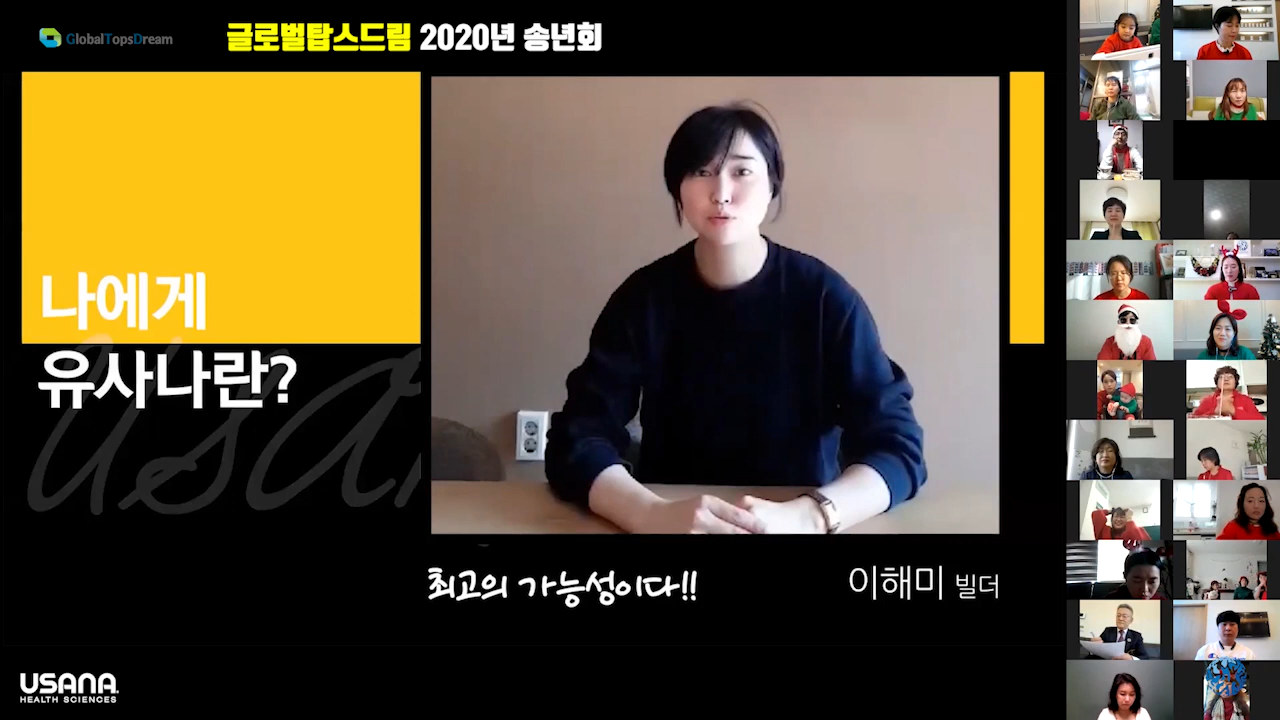 GlobalTopsDream
글로벌탑스드림 2020년 송년회
나에게
유사나란?
usana
최고의 가능성이다!!
이해미 빌더
USANA
HEALTH SCIENCES